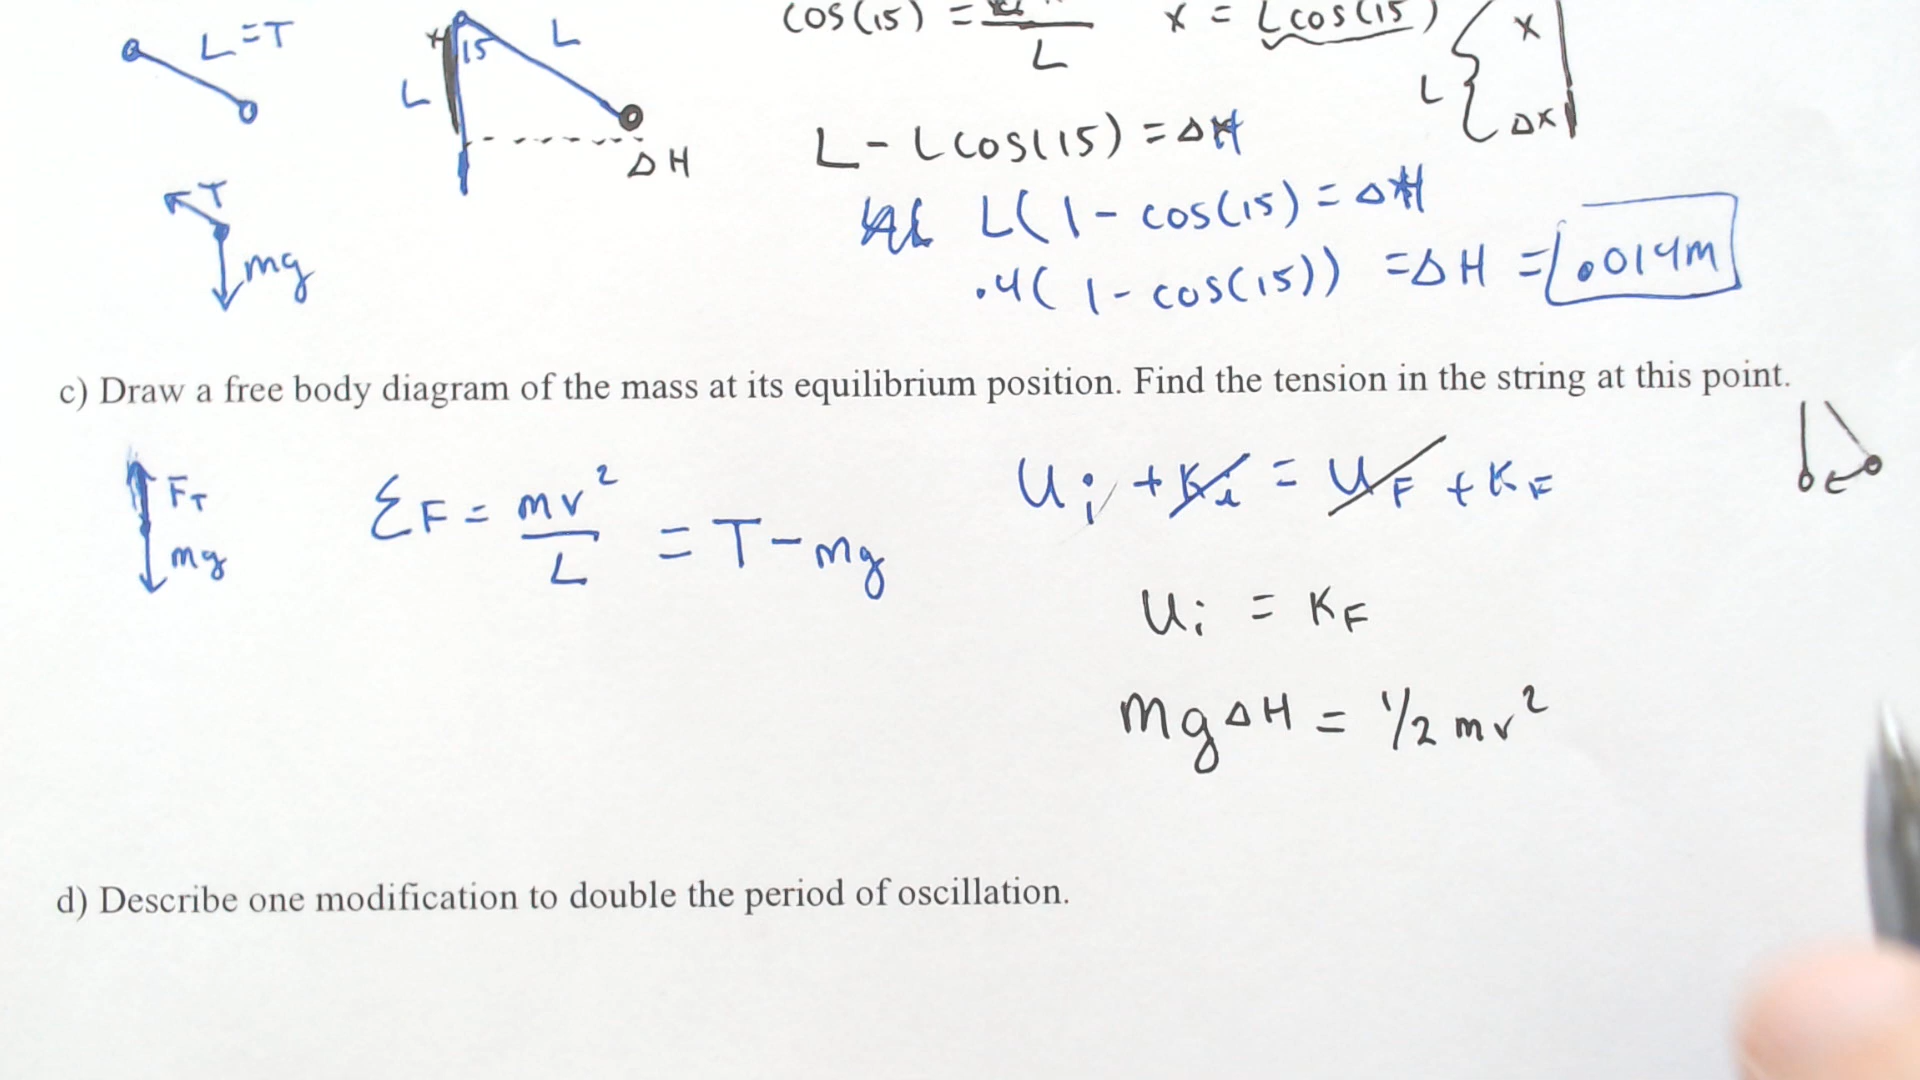 L=T
15 L
L
ΔH
T
mg
cos(15) = L
x = Lcos(15)
L { x
Δx
L - Lcos(15) = ΔH
L(1 - cos(15) = ΔH
.4(1 - cos(15)) = ΔH = .014m
c) Draw a free body diagram of the mass at its equilibrium position. Find the tension in the string at this point.
F_T
mg
ΣF = mv²/L = T - mg
U_i + K_i = U_F + K_F
U_i = K_F
mgΔH = 1/2 mv²
d) Describe one modification to double the period of oscillation.